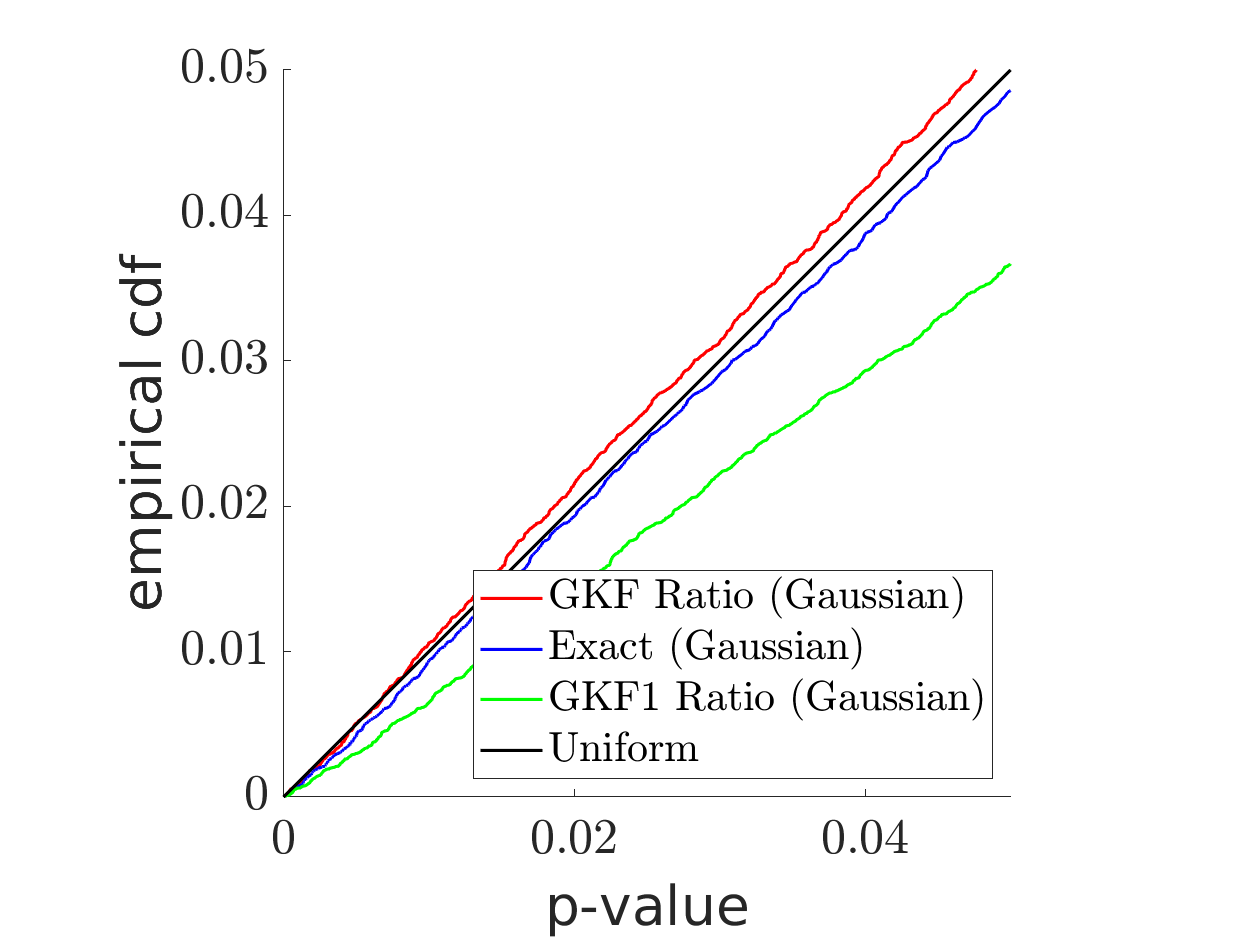 0.05
0.04
0.03
0.02
0.01
0
empirical cdf
GKF Ratio (Gaussian)
Exact (Gaussian)
GKF1 Ratio (Gaussian)
Uniform
0 0.02 0.04
p-value